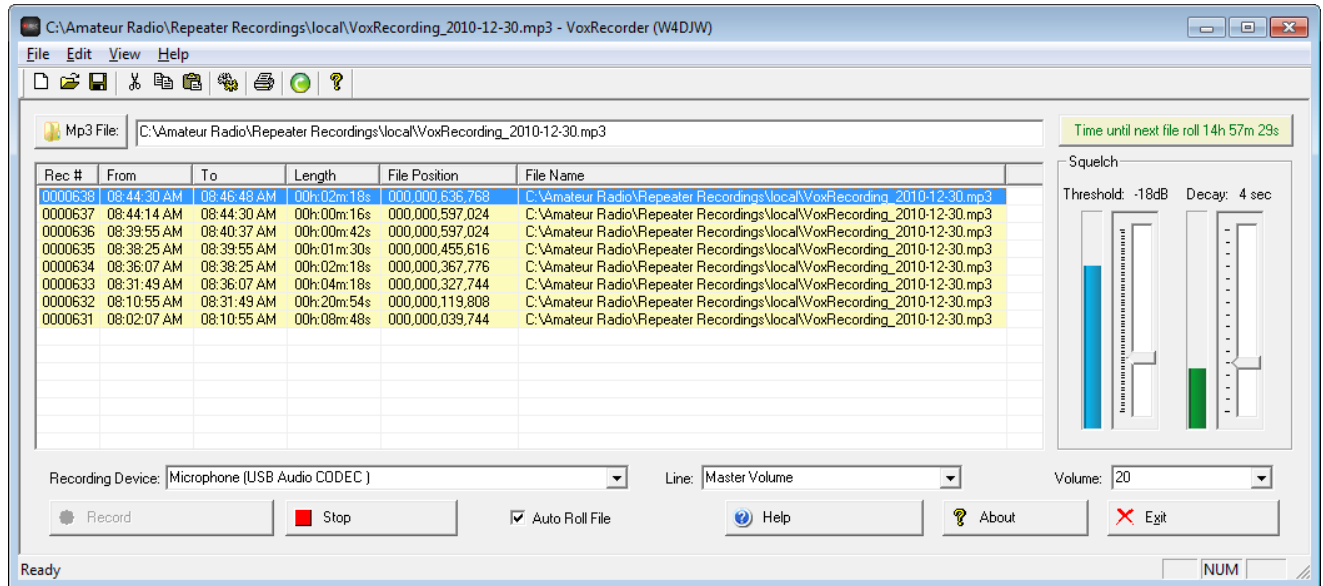 C:\Amateur Radio\Repeater Recordings\local\VoxRecording_2010-12-30.mp3 - VoxRecorder (W4DJW)
File Edit View Help
Mp3 File: C:\Amateur Radio\Repeater Recordings\local\VoxRecording_2010-12-30.mp3 Time until next file roll 14h 57m 29s
Squelch
Rec # From To Length File Position File Name
Threshold: -18dB Decay: 4 sec
0000638 08:44:30 AM 08:46:48 AM 00h:02m:18s 000,000,636,768 C:\Amateur Radio\Repeater Recordings\local\VoxRecording_2010-12-30.mp3
0000637 08:44:14 AM 08:44:30 AM 00h:00m:16s 000,000,597,024 C:\Amateur Radio\Repeater Recordings\local\VoxRecording_2010-12-30.mp3
0000636 08:39:55 AM 08:40:37 AM 00h:00m:42s 000,000,597,024 C:\Amateur Radio\Repeater Recordings\local\VoxRecording_2010-12-30.mp3
0000635 08:38:25 AM 08:39:55 AM 00h:01m:30s 000,000,455,616 C:\Amateur Radio\Repeater Recordings\local\VoxRecording_2010-12-30.mp3
0000634 08:36:07 AM 08:38:25 AM 00h:02m:18s 000,000,367,776 C:\Amateur Radio\Repeater Recordings\local\VoxRecording_2010-12-30.mp3
0000633 08:31:49 AM 08:36:07 AM 00h:04m:18s 000,000,327,744 C:\Amateur Radio\Repeater Recordings\local\VoxRecording_2010-12-30.mp3
0000632 08:10:55 AM 08:31:49 AM 00h:20m:54s 000,000,119,808 C:\Amateur Radio\Repeater Recordings\local\VoxRecording_2010-12-30.mp3
0000631 08:02:07 AM 08:10:55 AM 00h:08m:48s 000,000,039,744 C:\Amateur Radio\Repeater Recordings\local\VoxRecording_2010-12-30.mp3
Recording Device: Microphone (USB Audio CODEC ) Line: Master Volume Volume: 20
Record Stop Auto Roll File Help About Exit
Ready NUM